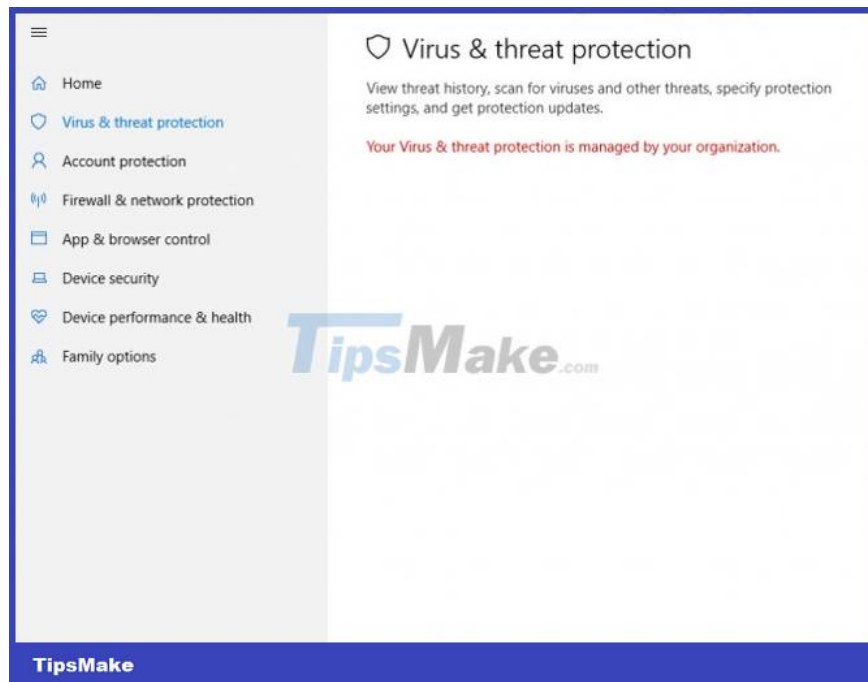 Home
Virus & threat protection
Account protection
Firewall & network protection
App & browser control
Device security
Device performance & health
Family options
Virus & threat protection
View threat history, scan for viruses and other threats, specify protection
settings, and get protection updates.
Your Virus & threat protection is managed by your organization.
TipsMake.com
TipsMake